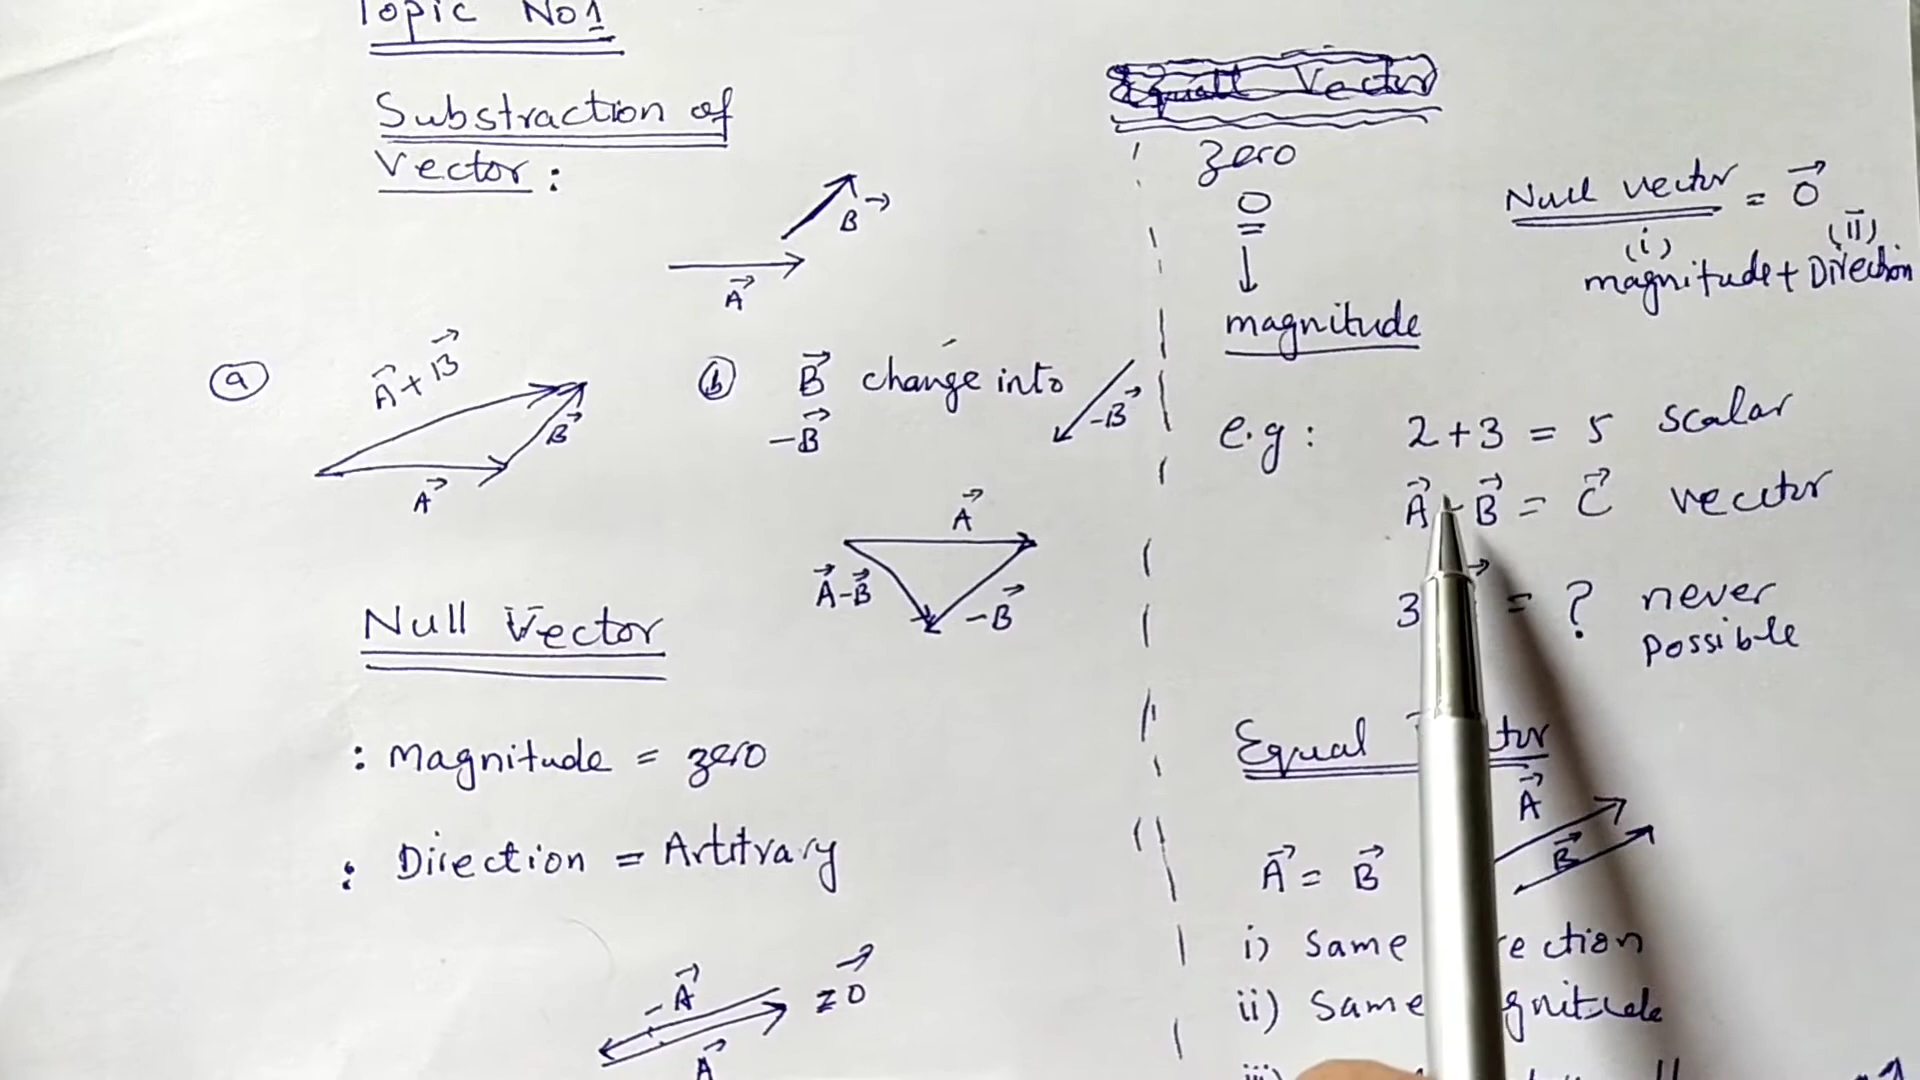 Topic No1
Substraction of
Vector:
B
A
a
A+B
B
A
b
B change into
-B
-B
A
A-B
-B
Null Vector
: Magnitude = zero
: Direction = Arbitrary
-A
A
zero
0
magnitude
Null vector = 0
(i) (ii)
magnitude + Direction
e.g: 2+3 = 5 scalar
A B = C vector
3 = ? never
possible
Equal
A
B
A = B
i) Same
ii) Same